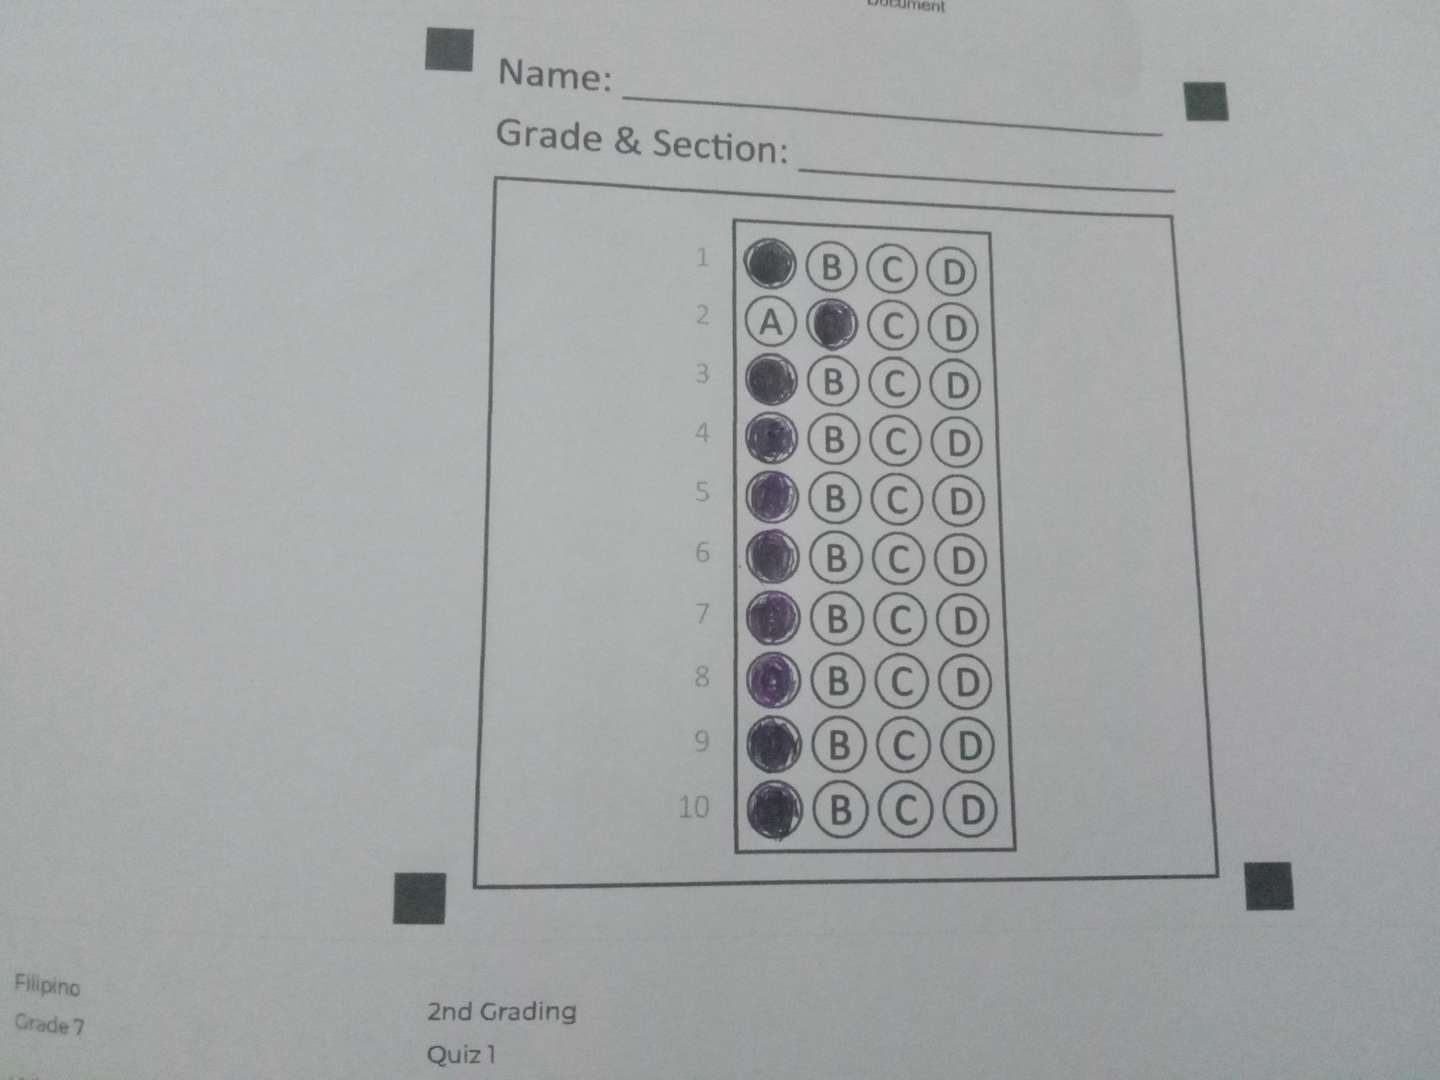 Document
Name:
Grade & Section:
1 B C D
2 A C D
3 B C D
4 B C D
5 B C D
6 B C D
7 B C D
8 B C D
9 B C D
10 B C D
Filipino
Grade 7
2nd Grading
Quiz 1